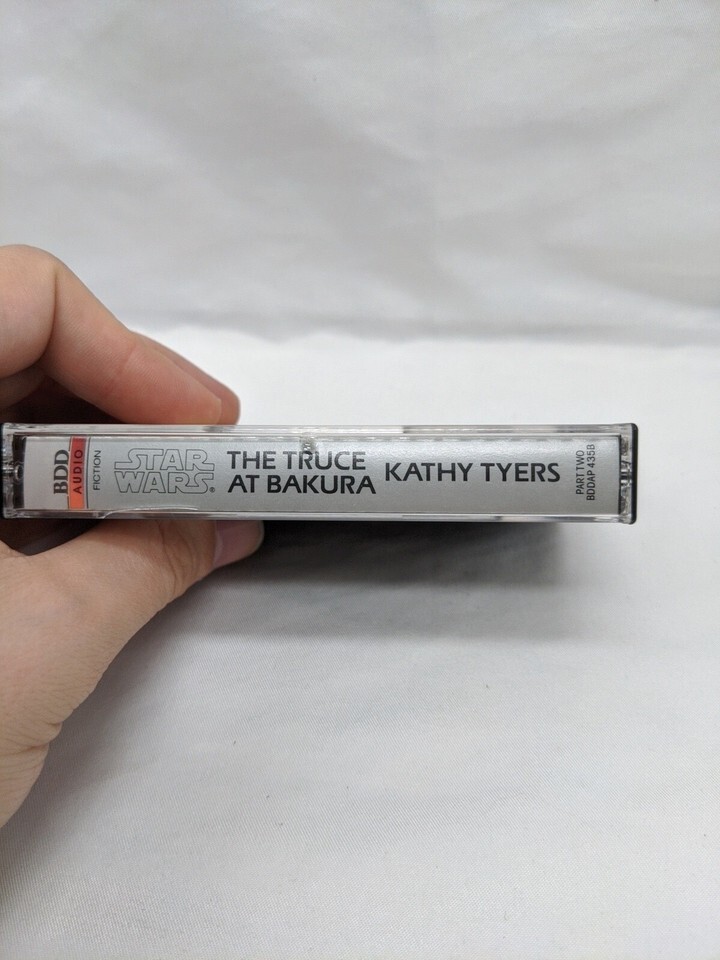 BDD
AUDIO
FICTION
STAR
WARS®
THE TRUCE
AT BAKURA
KATHY TYERS
PART TWO
BDDAP 435B